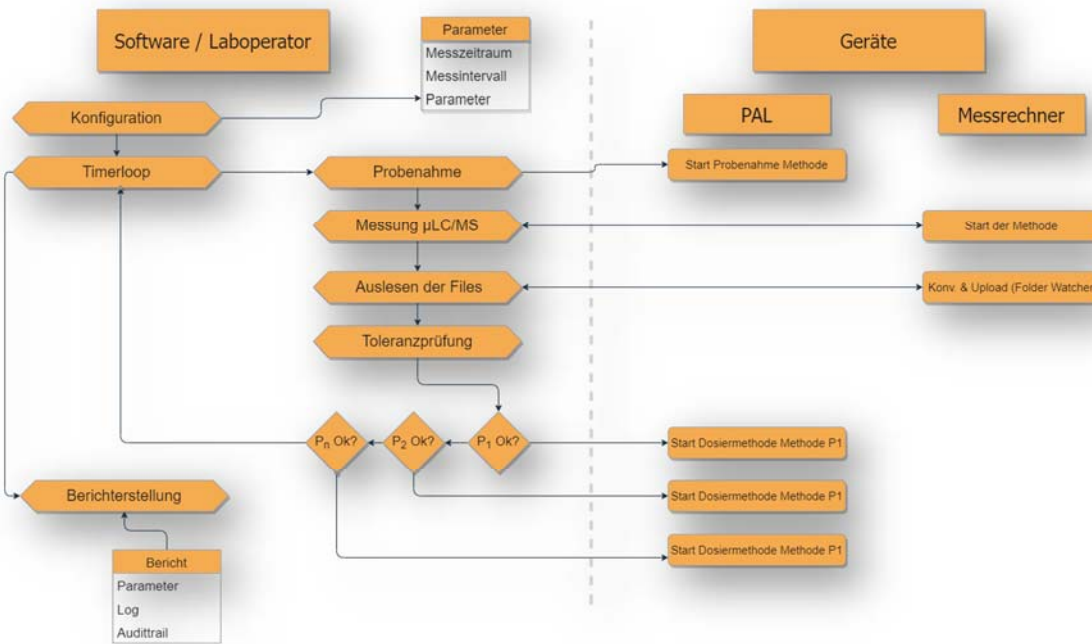 Software / Laboperator
Parameter
Messzeitraum
Messintervall
Parameter
Geräte
PAL
Messrechner
Konfiguration
Timerloop
Probenahme
Start Probenahme Methode
Messung µLC/MS
Start der Methode
Auslesen der Files
Konv. & Upload (Folder Watcher
Toleranzprüfung
Pn Ok?
P2 Ok?
P1 Ok?
Start Dosiermethode Methode P1
Start Dosiermethode Methode P1
Start Dosiermethode Methode P1
Berichterstellung
Bericht
Parameter
Log
Audittrail